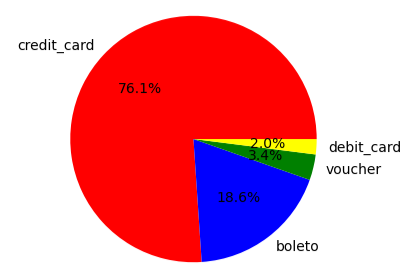 credit_card
76.1%
2.0%
debit_card
3.4%
voucher
18.6%
boleto